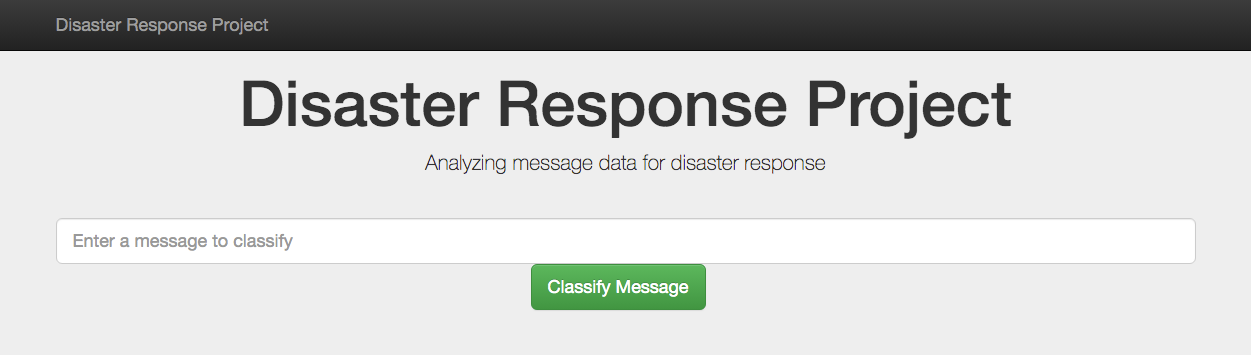 Disaster Response Project
Disaster Response Project
Analyzing message data for disaster response
Enter a message to classify
Classify Message